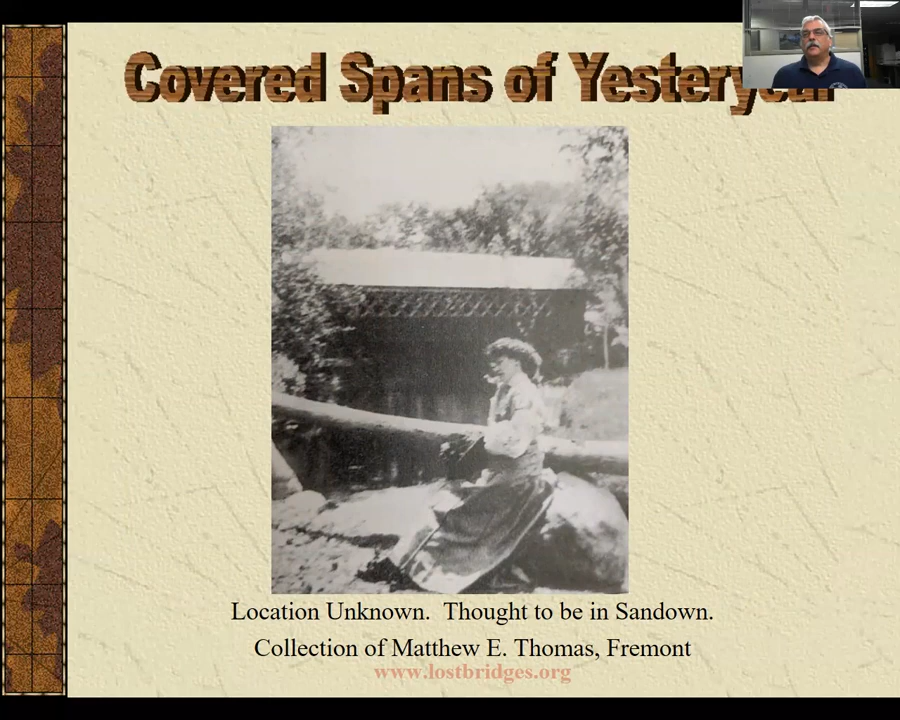 Covered Spans of Yesteryear
Location Unknown.  Thought to be in Sandown.
Collection of Matthew E. Thomas, Fremont
www.lostbridges.org